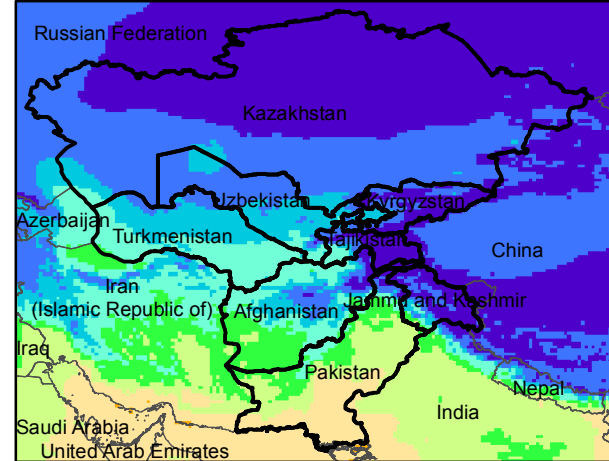 Russian Federation
Kazakhstan
Uzbekistan
Kyrgyzstan
Azerbaijan
Turkmenistan
Tajikistan
China
Iran
(Islamic Republic of)
Afghanistan
Jammu and Kashmir
Iraq
Pakistan
Nepal
India
Saudi Arabia
United Arab Emirates